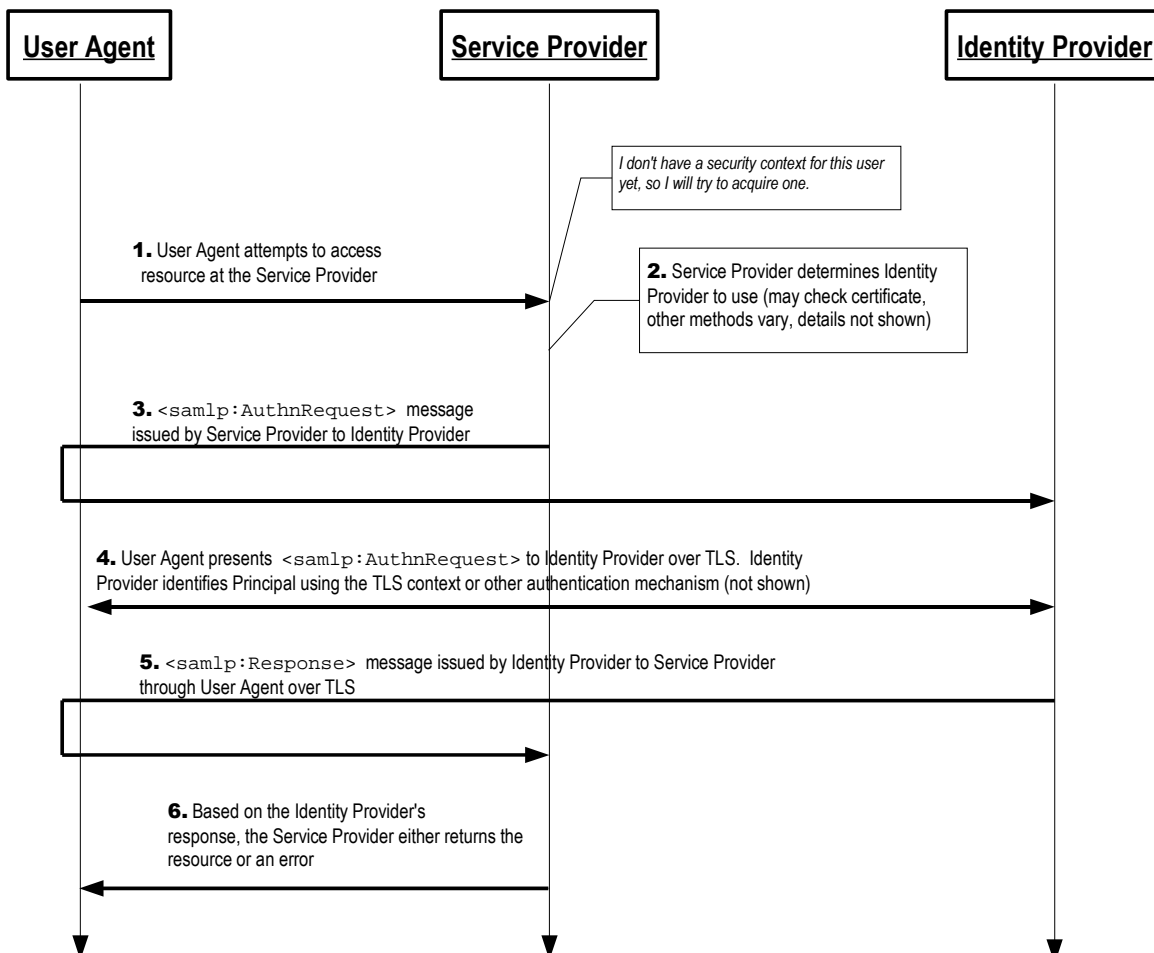 User Agent
Service Provider
Identity Provider
I don't have a security context for this user
yet, so I will try to acquire one.
1. User Agent attempts to access
resource at the Service Provider
2. Service Provider determines Identity
Provider to use (may check certificate,
other methods vary, details not shown)
3. <samlp:AuthnRequest> message
issued by Service Provider to Identity Provider
4. User Agent presents <samlp:AuthnRequest> to Identity Provider over TLS. Identity
Provider identifies Principal using the TLS context or other authentication mechanism (not shown)
5. <samlp:Response> message issued by Identity Provider to Service Provider
through User Agent over TLS
6. Based on the Identity Provider's
response, the Service Provider either returns the
resource or an error